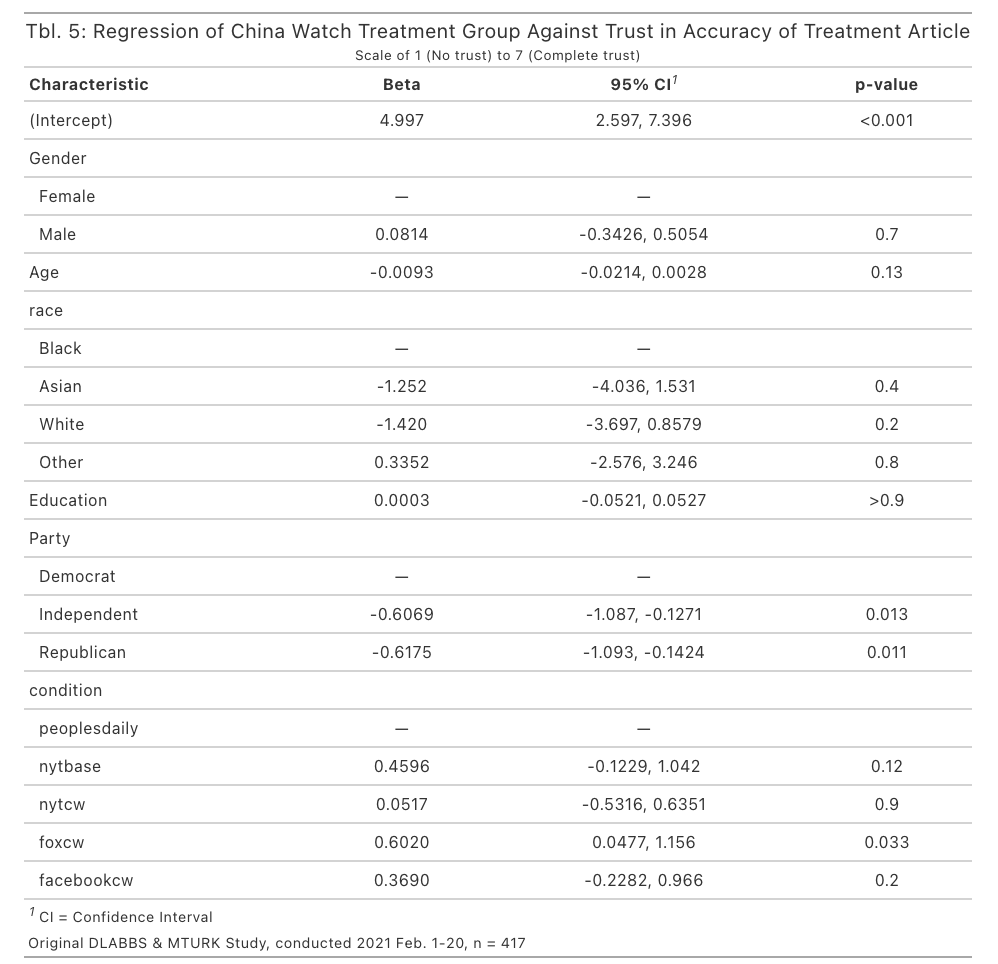 Tbl. 5: Regression of China Watch Treatment Group Against Trust in Accuracy of Treatment Article
Scale of 1 (No trust) to 7 (Complete trust)
Characteristic Beta 95% CI1 p-value
(Intercept) 4.997 2.597, 7.396 <0.001
Gender
Female — —
Male 0.0814 -0.3426, 0.5054 0.7
Age -0.0093 -0.0214, 0.0028 0.13
race
Black — —
Asian -1.252 -4.036, 1.531 0.4
White -1.420 -3.697, 0.8579 0.2
Other 0.3352 -2.576, 3.246 0.8
Education 0.0003 -0.0521, 0.0527 >0.9
Party
Democrat — —
Independent -0.6069 -1.087, -0.1271 0.013
Republican -0.6175 -1.093, -0.1424 0.011
condition
peoplesdaily — —
nytbase 0.4596 -0.1229, 1.042 0.12
nytcw 0.0517 -0.5316, 0.6351 0.9
foxcw 0.6020 0.0477, 1.156 0.033
facebookcw 0.3690 -0.2282, 0.966 0.2
1 CI = Confidence Interval
Original DLABBS & MTURK Study, conducted 2021 Feb. 1-20, n = 417